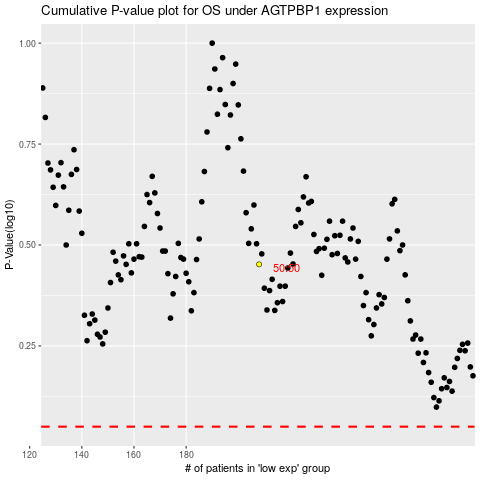 Cumulative P-value plot for OS under AGTPBP1 expression
P-Value(log10)
1.00
0.75
0.50
0.25
50:50
120 140 160 180
# of patients in 'low exp' group